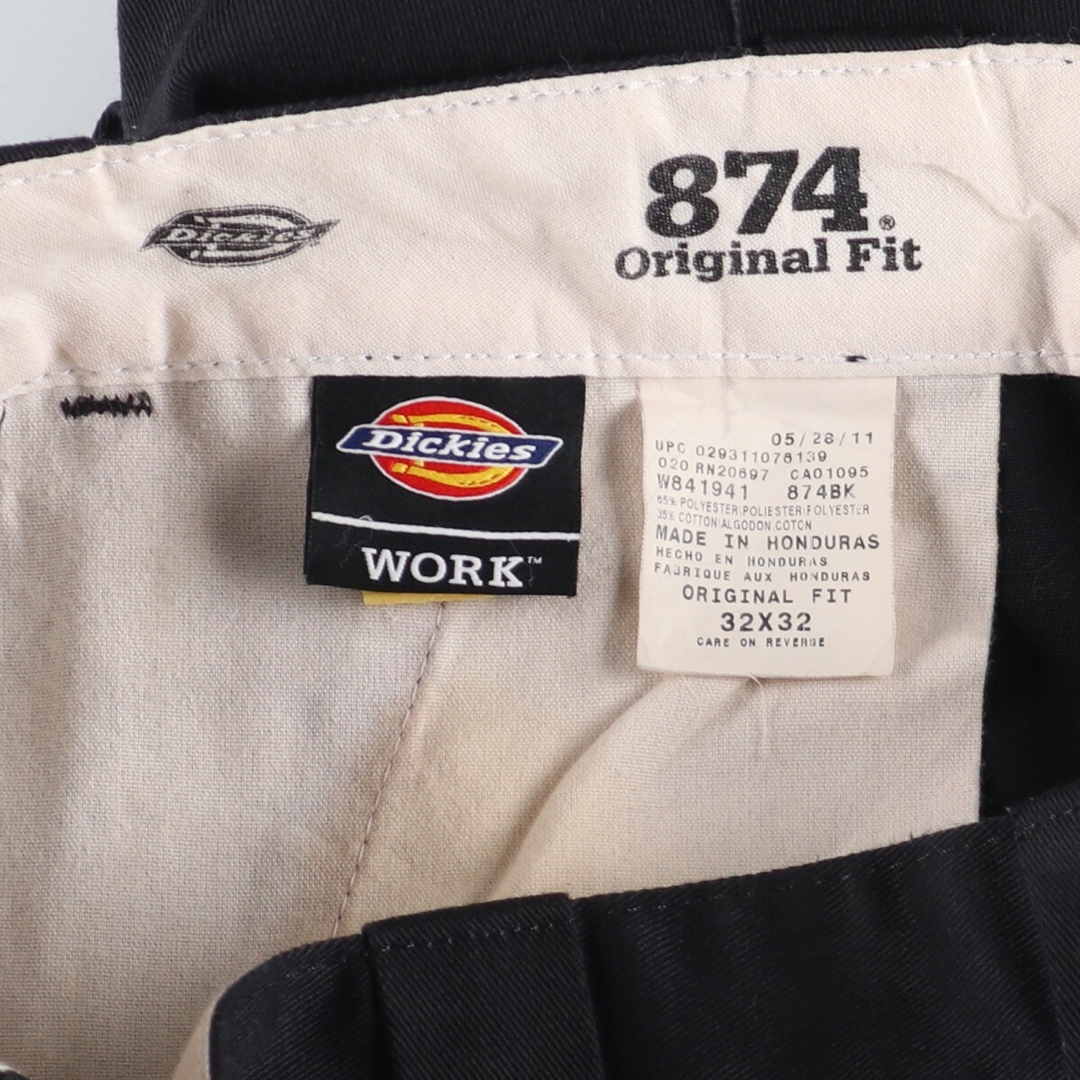 Dickies
874®
Original Fit
Dickies
WORK™
05/28/11
UPC 029311076139
020 RN20697 CA01095
W841941 874BK
65% POLYESTER|POLIESTER|POLYESTER
35% COTTON|ALGODON|COTON
MADE IN HONDURAS
HECHO EN HONDURAS
FABRIQUE AUX HONDURAS
ORIGINAL FIT
32X32
CARE ON REVERSE